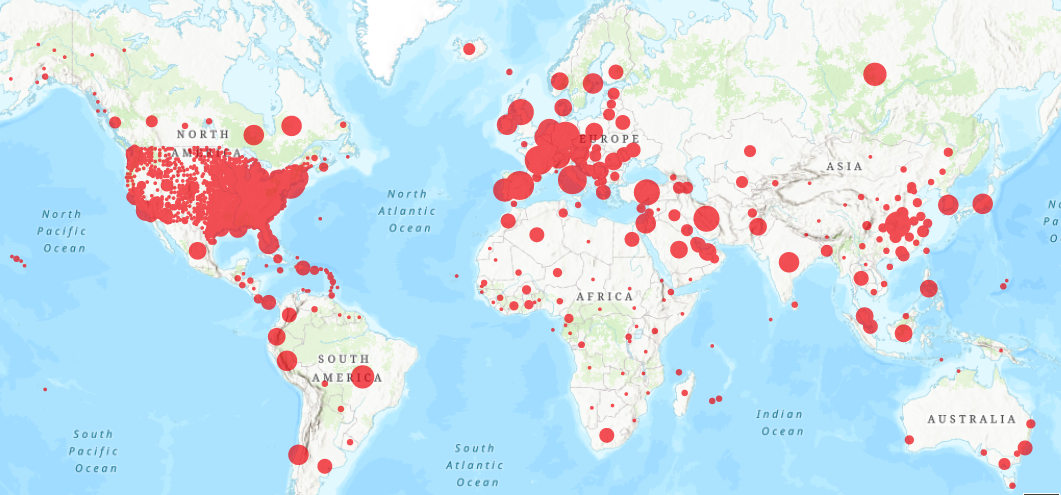 NORTH
AMERICA
EUROPE
ASIA
North
Pacific
Ocean
North
Atlantic
Ocean
AFRICA
SOUTH
AMERICA
South
Pacific
Ocean
South
Atlantic
Ocean
Indian
Ocean
AUSTRALIA